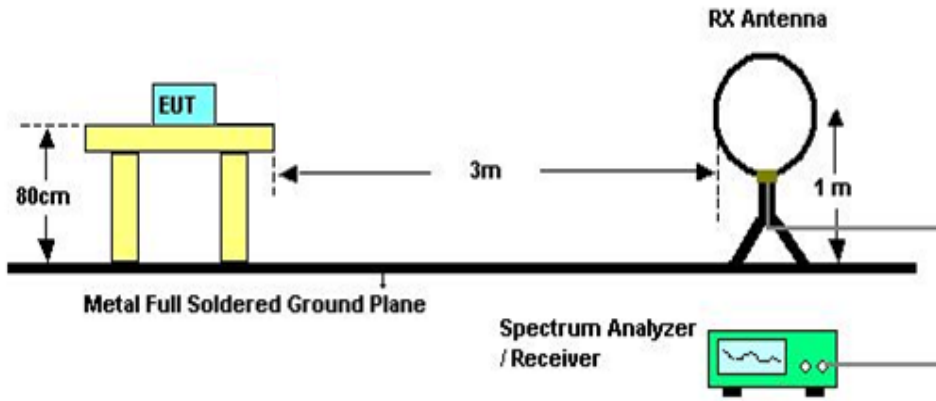 RX Antenna
EUT
80cm
3m
1 m
Metal Full Soldered Ground Plane
Spectrum Analyzer
/ Receiver